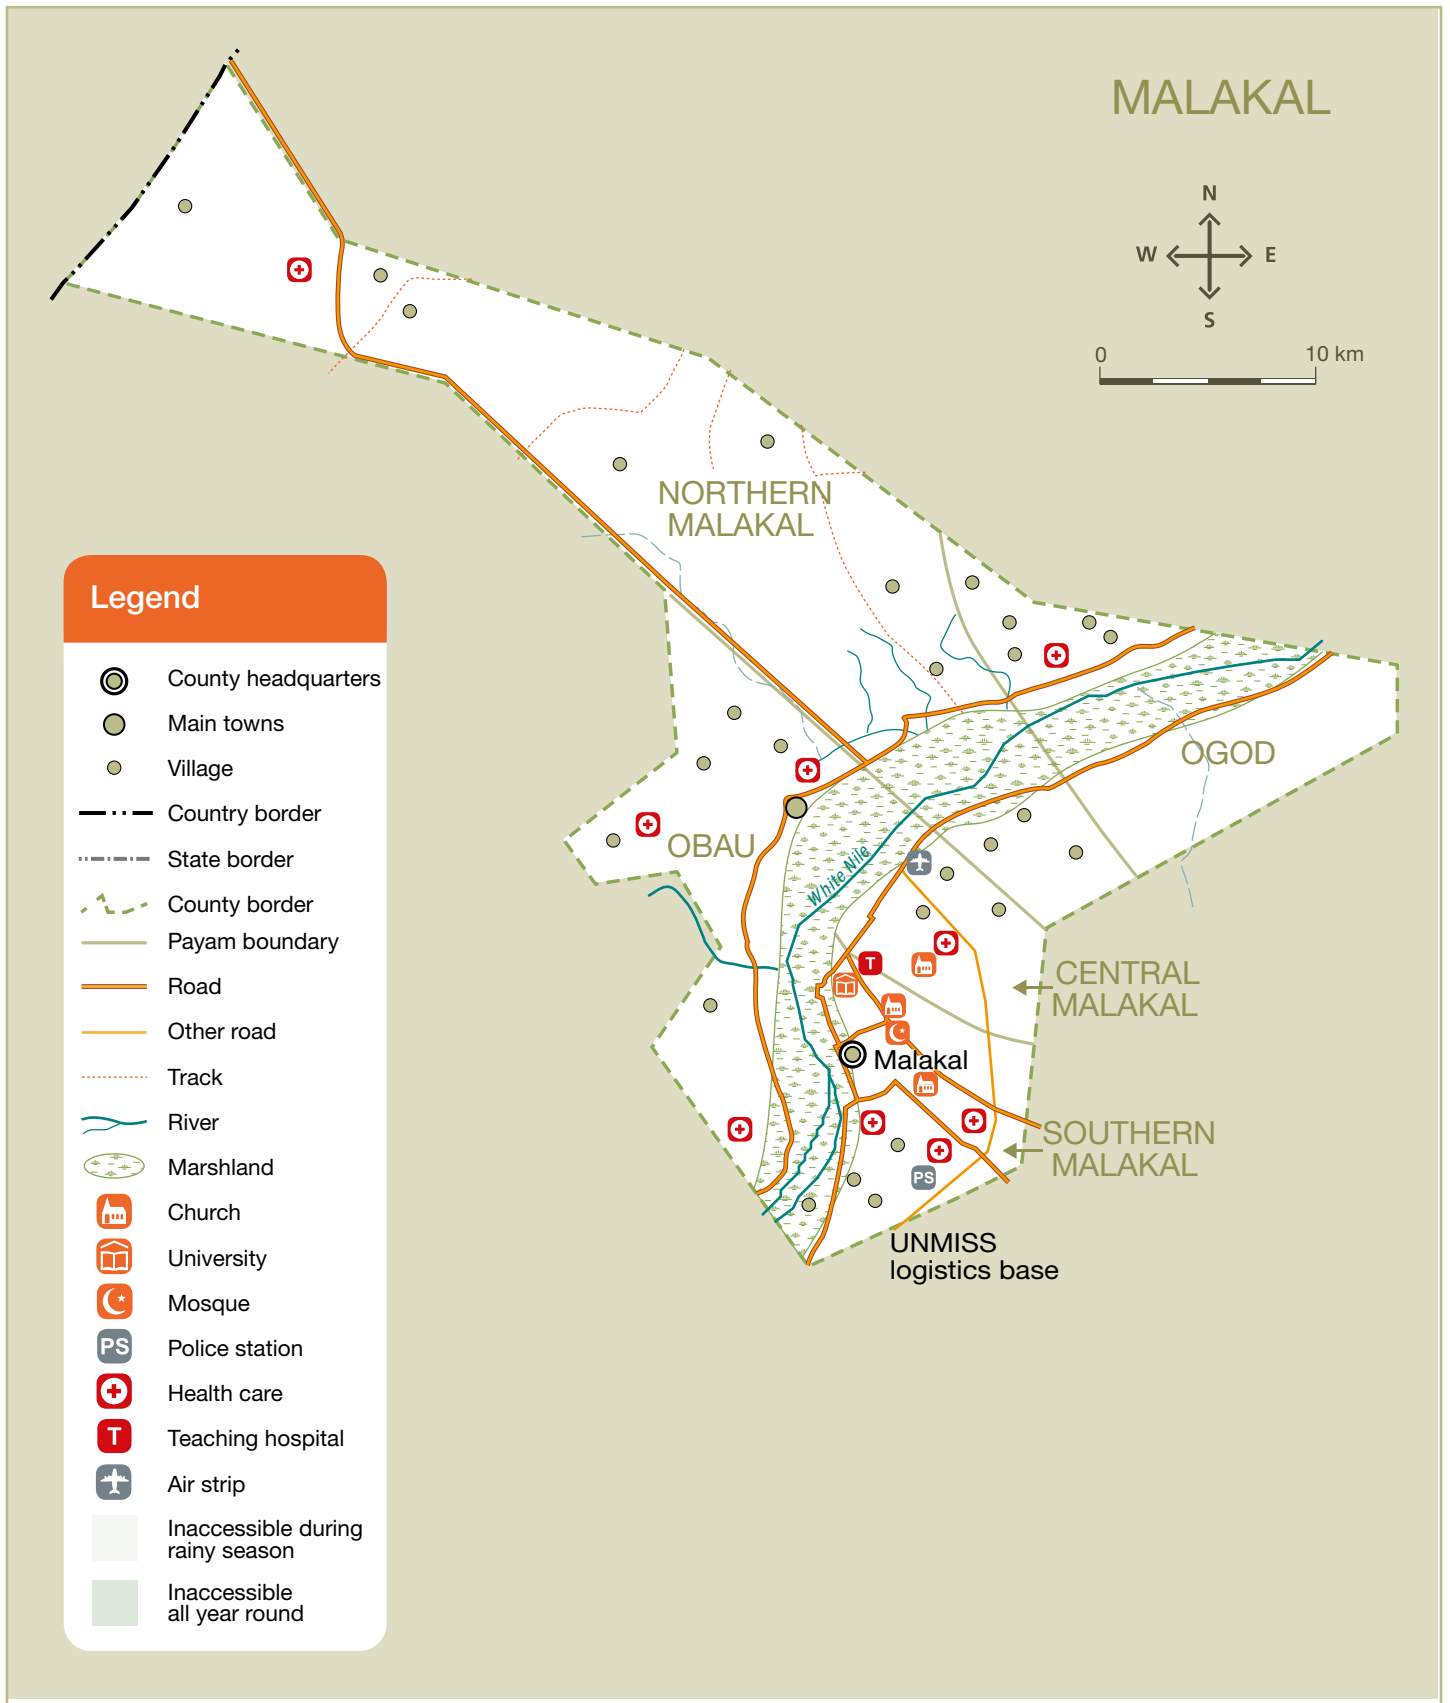 MALAKAL
N
W
E
S
0
10 km
NORTHERN
MALAKAL
OGOD
OBAU
White Nile
T
CENTRAL
MALAKAL
Malakal
SOUTHERN
MALAKAL
PS
UNMISS
logistics base
Legend
County headquarters
Main towns
Village
Country border
State border
County border
Payam boundary
Road
Other road
Track
River
Marshland
Church
University
Mosque
PS
Police station
Health care
T
Teaching hospital
Air strip
Inaccessible during
rainy season
Inaccessible
all year round